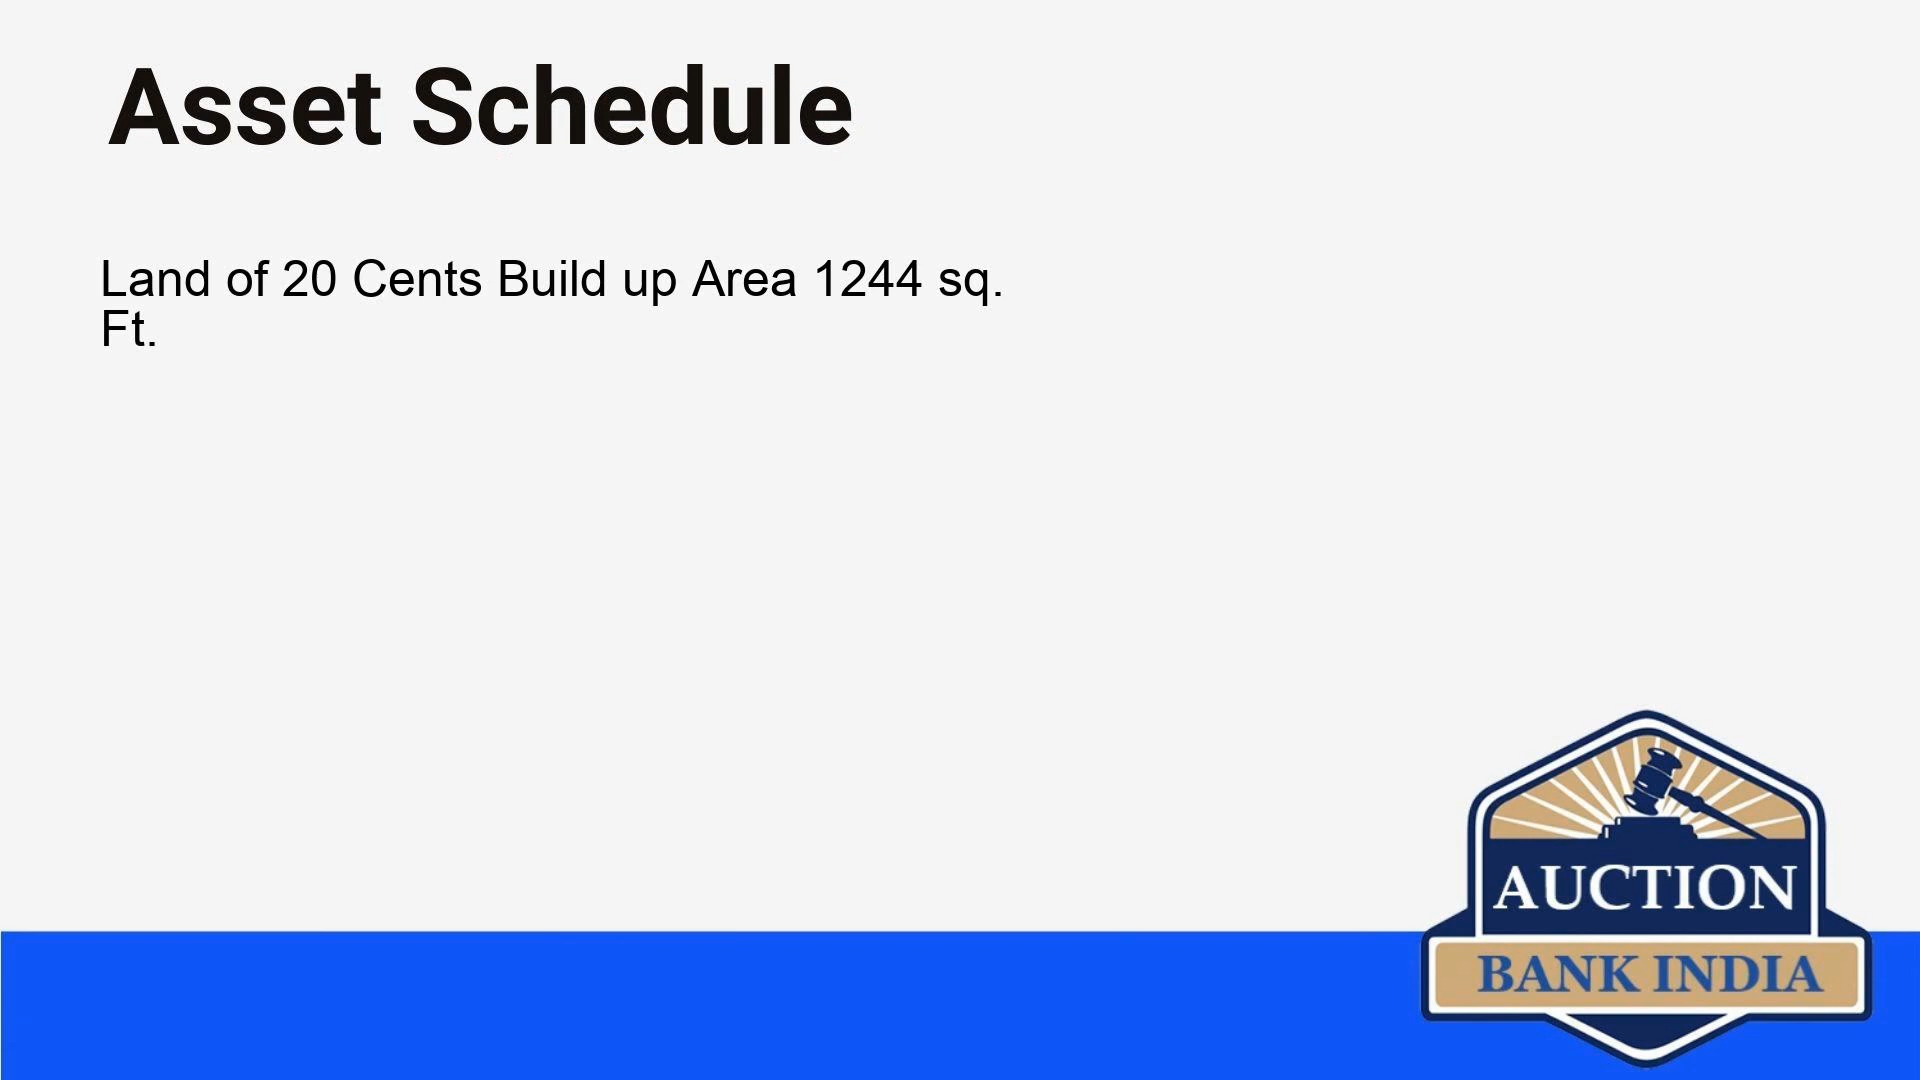 Asset Schedule
Land of 20 Cents Build up Area 1244 sq.
Ft.
AUCTION
BANK INDIA